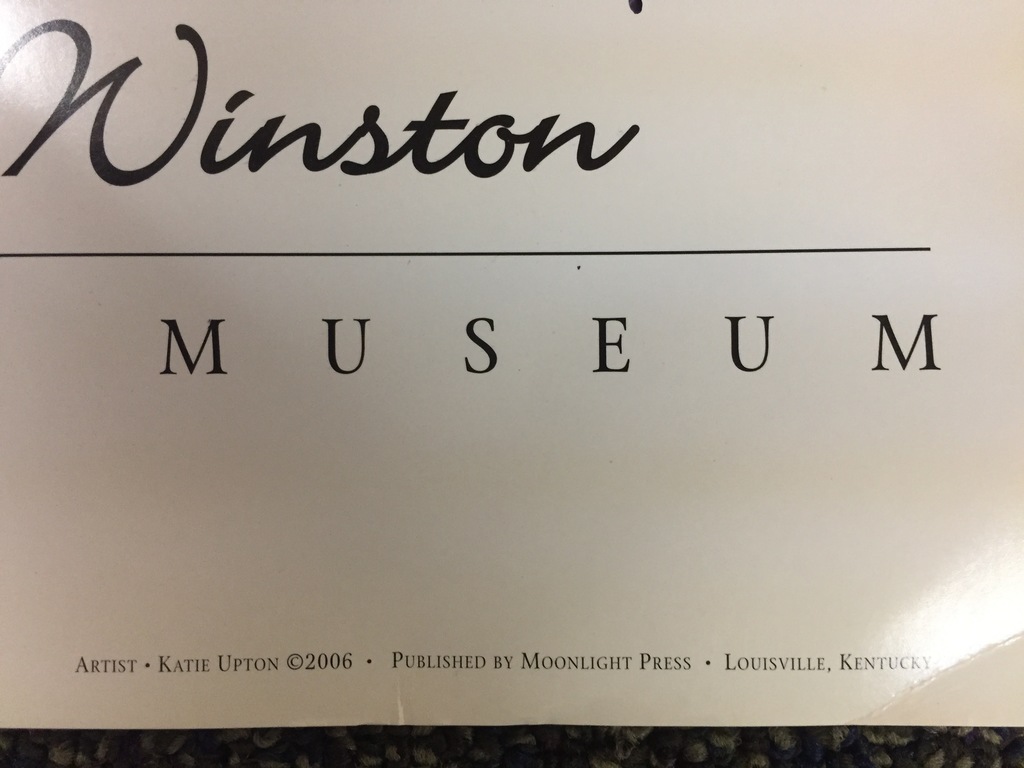 Winston
MUSEUM
ARTIST • KATIE UPTON ©2006 • PUBLISHED BY MOONLIGHT PRESS • LOUISVILLE, KENTUCKY